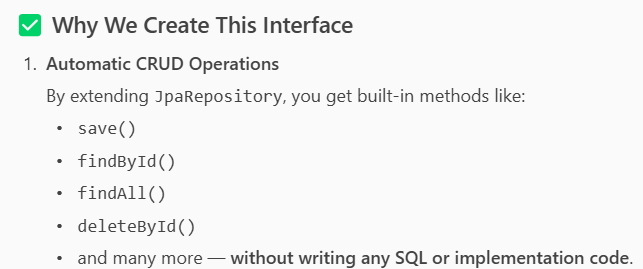 ✅ Why We Create This Interface
1. Automatic CRUD Operations
By extending JpaRepository, you get built-in methods like:
• save()
• findById()
• findAll()
• deleteById()
• and many more — without writing any SQL or implementation code.